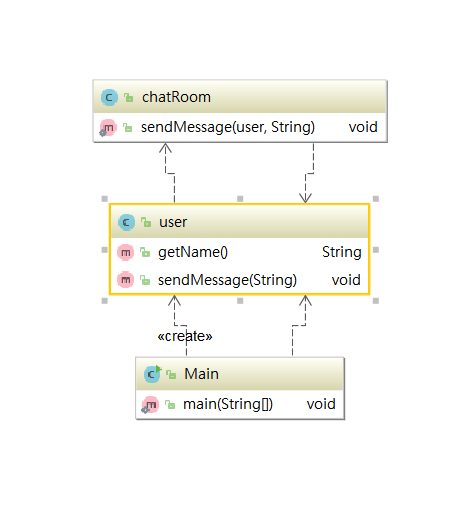 chatRoom
sendMessage(user, String) void
user
getName() String
sendMessage(String) void
«create»
Main
main(String[]) void